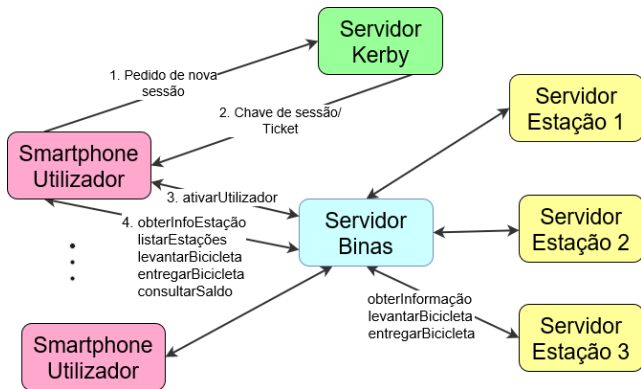 Servidor
Kerby
1. Pedido de nova
sessão
2. Chave de sessão/
Ticket
Servidor
Estação 1
Smartphone
Utilizador
3. ativarUtilizador
4. obterInfoEstação
listarEstações
levantarBicicleta
entregarBicicleta
consultarSaldo
Servidor
Binas
Servidor
Estação 2
obterInformação
levantarBicicleta
entregarBicicleta
Servidor
Estação 3
Smartphone
Utilizador